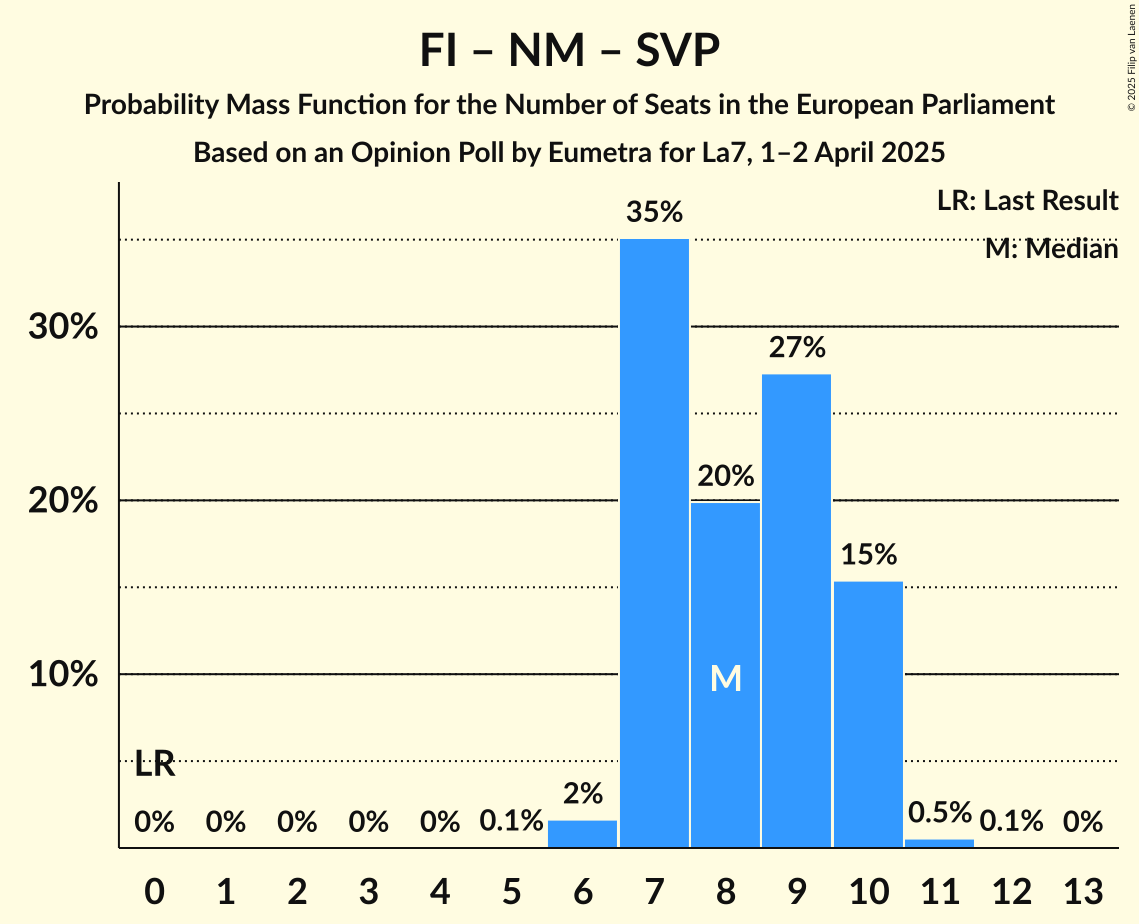 FI – NM – SVP
Probability Mass Function for the Number of Seats in the European Parliament
Based on an Opinion Poll by Eumetra for La7, 1–2 April 2025
© 2025 Filip van Laenen
LR: Last Result
M: Median
35%
30%
27%
20%
20%
15%
10%
M
LR
0% 0% 0% 0% 0% 0.1% 2% 0.5% 0.1% 0%
0 1 2 3 4 5 6 7 8 9 10 11 12 13